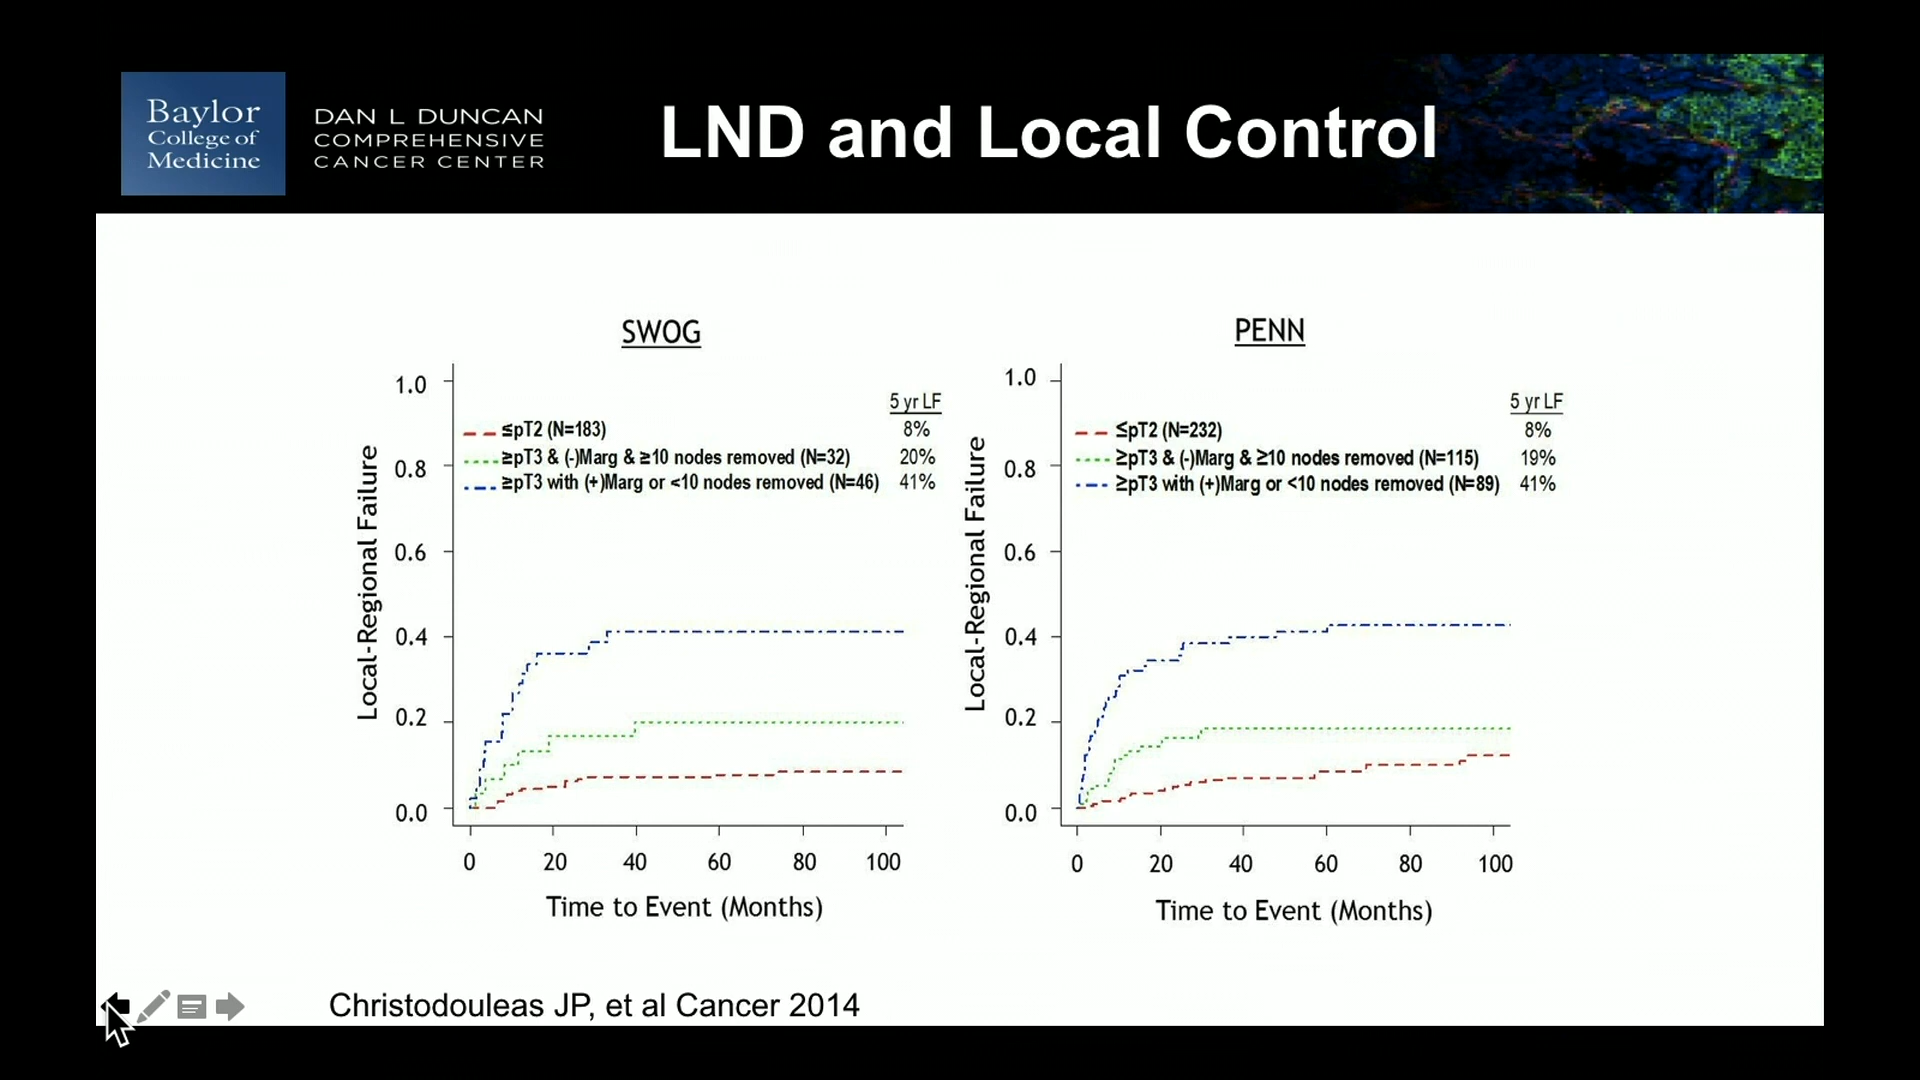 Baylor
College of
Medicine
DAN L DUNCAN
COMPREHENSIVE
CANCER CENTER
LND and Local Control
SWOG
1.0
0.8
0.6
0.4
0.2
0.0
Local-Regional Failure
5 yr LF
≤pT2 (N=183) 8%
≥pT3 & (-)Marg & ≥10 nodes removed (N=32) 20%
≥pT3 with (+)Marg or <10 nodes removed (N=46) 41%
0 20 40 60 80 100
Time to Event (Months)
PENN
1.0
0.8
0.6
0.4
0.2
0.0
Local-Regional Failure
5 yr LF
≤pT2 (N=232) 8%
≥pT3 & (-)Marg & ≥10 nodes removed (N=115) 19%
≥pT3 with (+)Marg or <10 nodes removed (N=89) 41%
0 20 40 60 80 100
Time to Event (Months)
Christodouleas JP, et al Cancer 2014